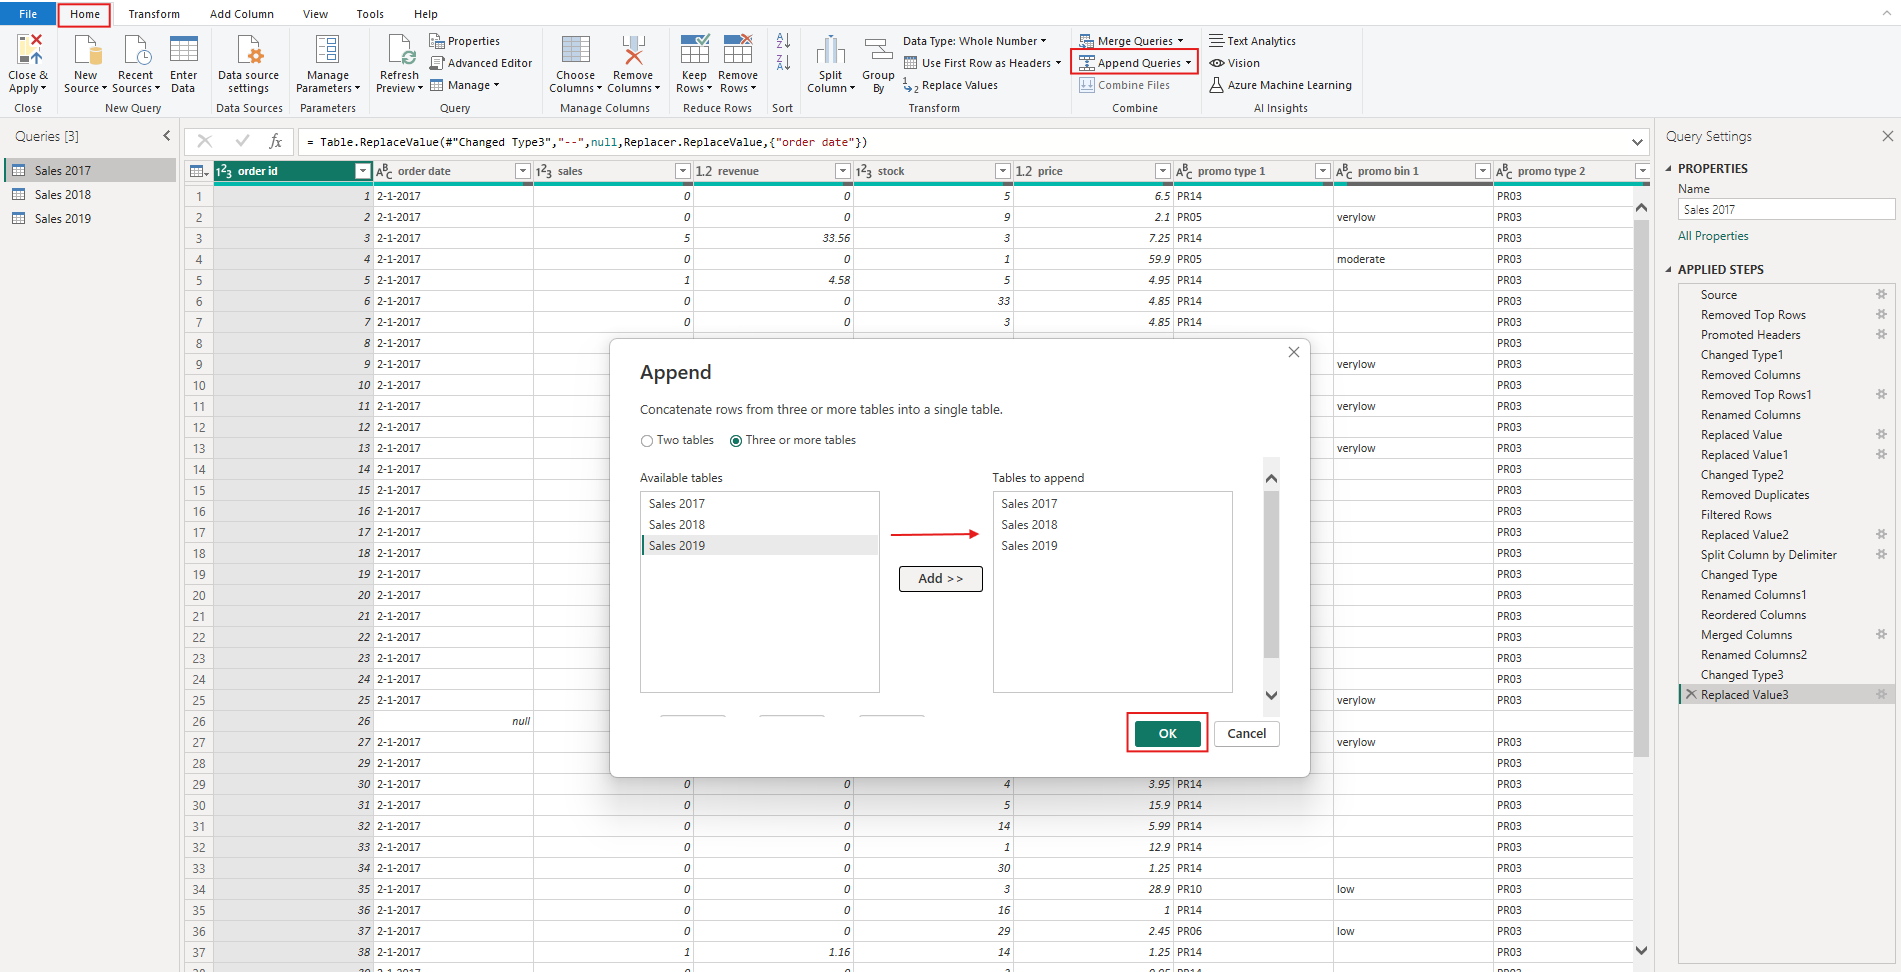 File Home Transform Add Column View Tools Help
Close & Apply
New Source
Recent Sources
Enter Data
Data source settings
Manage Parameters
Refresh Preview
Properties
Advanced Editor
Manage
Choose Columns
Remove Columns
Keep Rows
Remove Rows
Split Column
Group By
Data Type: Whole Number
Use First Row as Headers
Replace Values
Merge Queries
Append Queries
Combine Files
Text Analytics
Vision
Azure Machine Learning
Close New Query Data Sources Parameters Query Manage Columns Reduce Rows Sort Transform Combine AI Insights
Queries [3]
Sales 2017
Sales 2018
Sales 2019
= Table.ReplaceValue(#"Changed Type3","--",null,Replacer.ReplaceValue,{"order date"})
order id order date sales revenue stock price promo type 1 promo bin 1 promo type 2
1 1 2-1-2017 0 0 5 6.5 PR14 PR03
2 2 2-1-2017 0 0 9 2.1 PR05 verylow PR03
3 3 2-1-2017 5 33.56 3 7.25 PR14 PR03
4 4 2-1-2017 0 0 1 59.9 PR05 moderate PR03
5 5 2-1-2017 1 4.58 5 4.95 PR14 PR03
6 6 2-1-2017 0 0 33 4.85 PR14 PR03
7 7 2-1-2017 0 0 3 4.85 PR14 PR03
8 8 2-1-2017 PR03
9 9 2-1-2017 verylow PR03
10 10 2-1-2017 PR03
11 11 2-1-2017 verylow PR03
12 12 2-1-2017 PR03
13 13 2-1-2017 verylow PR03
14 14 2-1-2017 PR03
15 15 2-1-2017 PR03
16 16 2-1-2017 PR03
17 17 2-1-2017 PR03
18 18 2-1-2017 PR03
19 19 2-1-2017 PR03
20 20 2-1-2017 PR03
21 21 2-1-2017 PR03
22 22 2-1-2017 PR03
23 23 2-1-2017 PR03
24 24 2-1-2017 PR03
25 25 2-1-2017 verylow PR03
26 26 null
27 27 2-1-2017 verylow PR03
28 29 2-1-2017 PR03
29 30 2-1-2017 0 0 4 3.95 PR14 PR03
30 31 2-1-2017 0 0 5 15.9 PR14 PR03
31 32 2-1-2017 0 0 14 5.99 PR14 PR03
32 33 2-1-2017 0 0 1 12.9 PR14 PR03
33 34 2-1-2017 0 0 30 1.25 PR14 PR03
34 35 2-1-2017 0 0 3 28.9 PR10 low PR03
35 36 2-1-2017 0 0 16 1 PR14 PR03
36 37 2-1-2017 0 0 29 2.45 PR06 low PR03
37 38 2-1-2017 1 1.16 14 1.25 PR14 PR03
Append
Concatenate rows from three or more tables into a single table.
Two tables Three or more tables
Available tables
Sales 2017
Sales 2018
Sales 2019
Add >>
Tables to append
Sales 2017
Sales 2018
Sales 2019
OK Cancel
Query Settings
PROPERTIES
Name
Sales 2017
All Properties
APPLIED STEPS
Source
Removed Top Rows
Promoted Headers
Changed Type1
Removed Columns
Removed Top Rows1
Renamed Columns
Replaced Value
Replaced Value1
Changed Type2
Removed Duplicates
Filtered Rows
Replaced Value2
Split Column by Delimiter
Changed Type
Renamed Columns1
Reordered Columns
Merged Columns
Renamed Columns2
Changed Type3
Replaced Value3